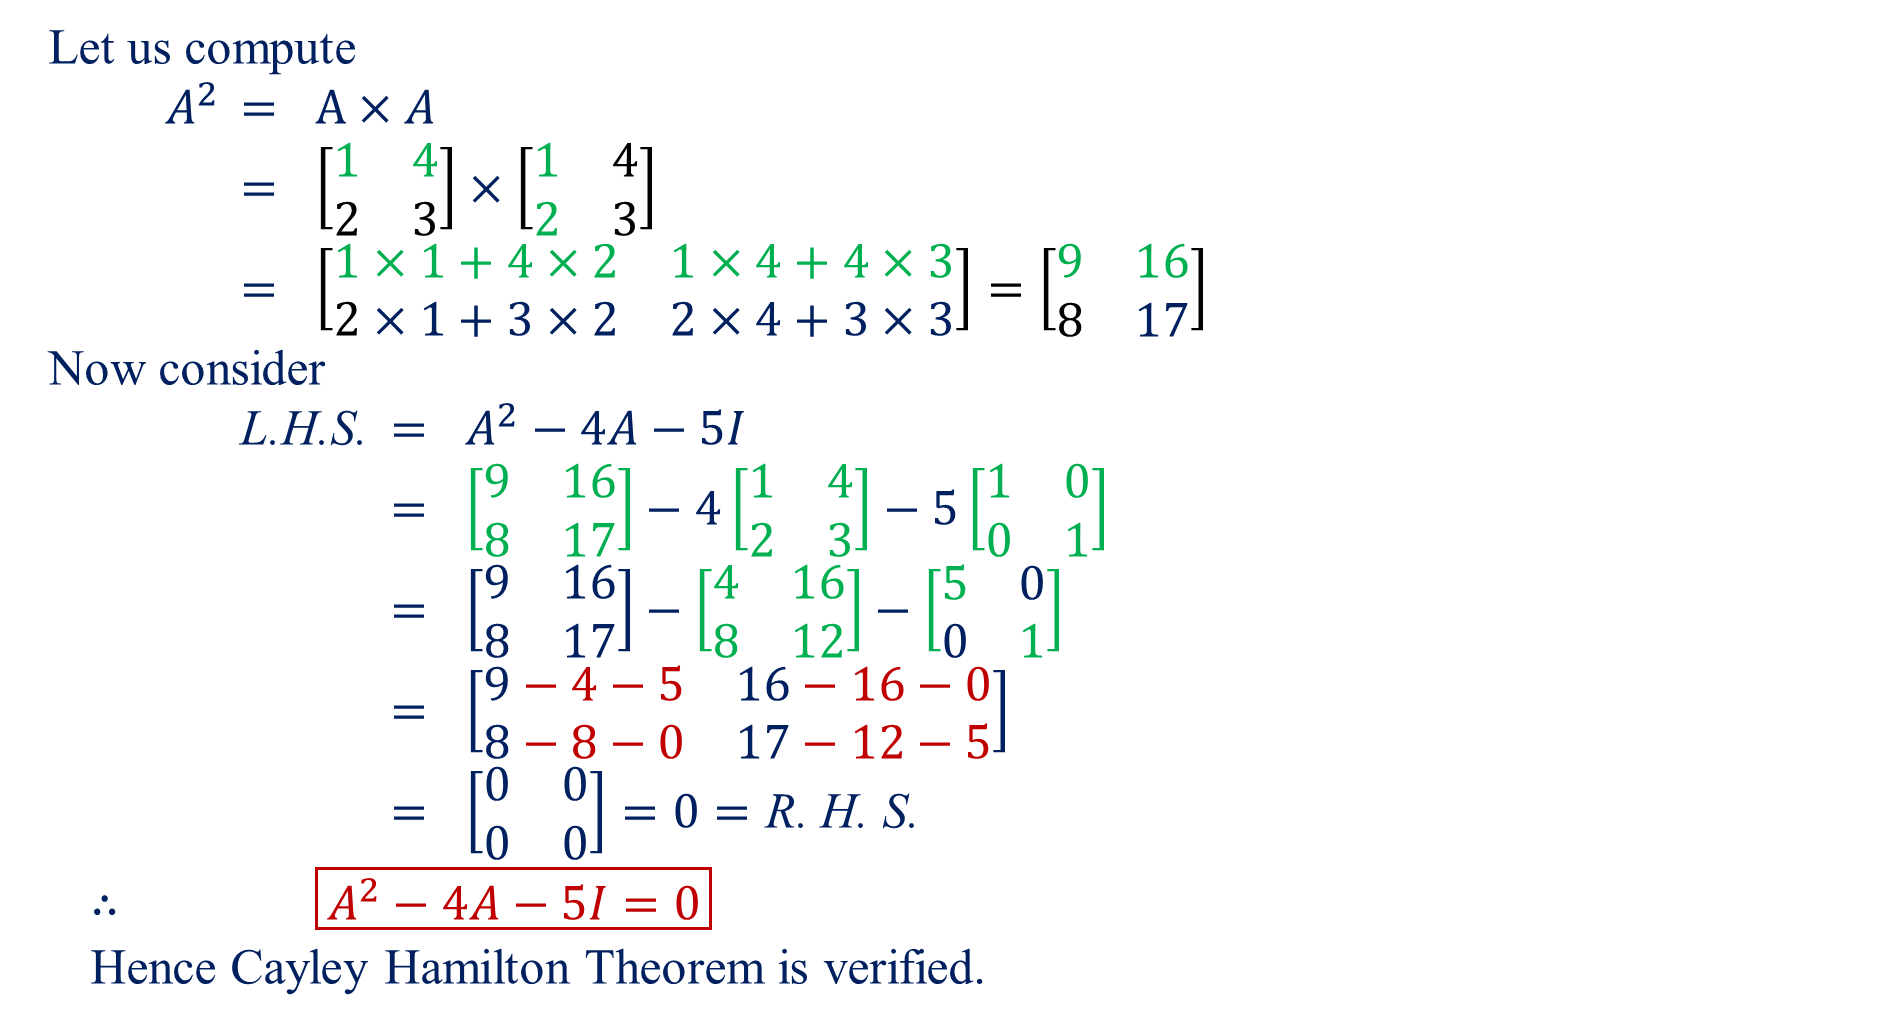 Let us compute
A² = A × A
= [1 4; 2 3] × [1 4; 2 3]
= [1 × 1 + 4 × 2 1 × 4 + 4 × 3; 2 × 1 + 3 × 2 2 × 4 + 3 × 3] = [9 16; 8 17]
Now consider
L.H.S. = A² − 4A − 5I
= [9 16; 8 17] − 4 [1 4; 2 3] − 5 [1 0; 0 1]
= [9 16; 8 17] − [4 16; 8 12] − [5 0; 0 1]
= [9 − 4 − 5 16 − 16 − 0; 8 − 8 − 0 17 − 12 − 5]
= [0 0; 0 0] = 0 = R. H. S.
∴ A² − 4A − 5I = 0
Hence Cayley Hamilton Theorem is verified.